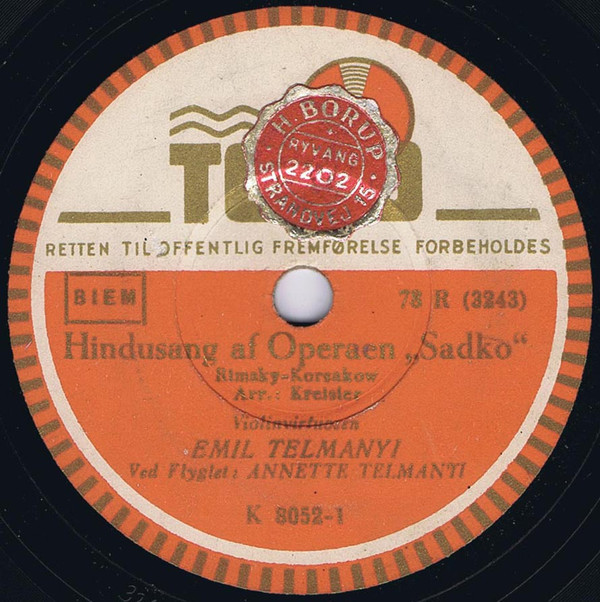 H. BORUP
RYVANG
2202
STRANDVEJ 15
RETTEN TIL OFFENTLIG FREMFØRELSE FORBEHOLDES
BIEM
78 R (3243)
Hindusang af Operaen „Sadko“
Rimsky-Korsakow
Arr.: Kreisler
Violinvirtuosen
EMIL TELMANYI
Ved Flyglet: ANNETTE TELMANYI
K 8052-1